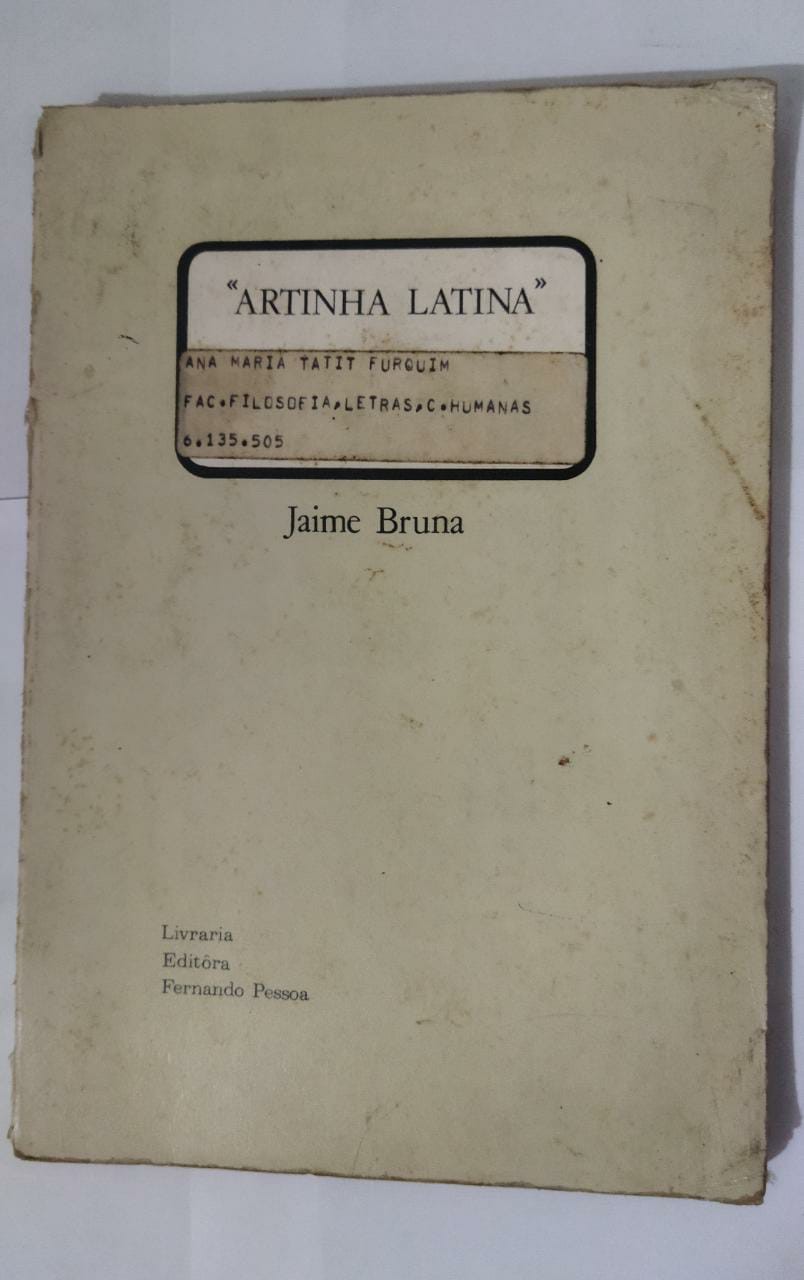 “ARTINHA LATINA”
ANA MARIA TATIT FURQUIM
FAC.FILOSOFIA,LETRAS,C.HUMANAS
6.135.505
Jaime Bruna
Livraria
Editôra
Fernando Pessoa